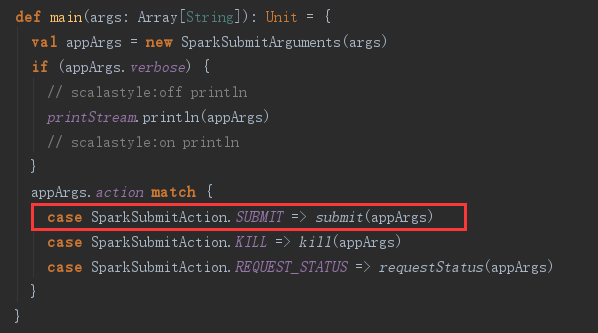 def main(args: Array[String]): Unit = {
  val appArgs = new SparkSubmitArguments(args)
  if (appArgs.verbose) {
    // scalastyle:off println
    printStream.println(appArgs)
    // scalastyle:on println
  }
  appArgs.action match {
    case SparkSubmitAction.SUBMIT => submit(appArgs)
    case SparkSubmitAction.KILL => kill(appArgs)
    case SparkSubmitAction.REQUEST_STATUS => requestStatus(appArgs)
  }
}